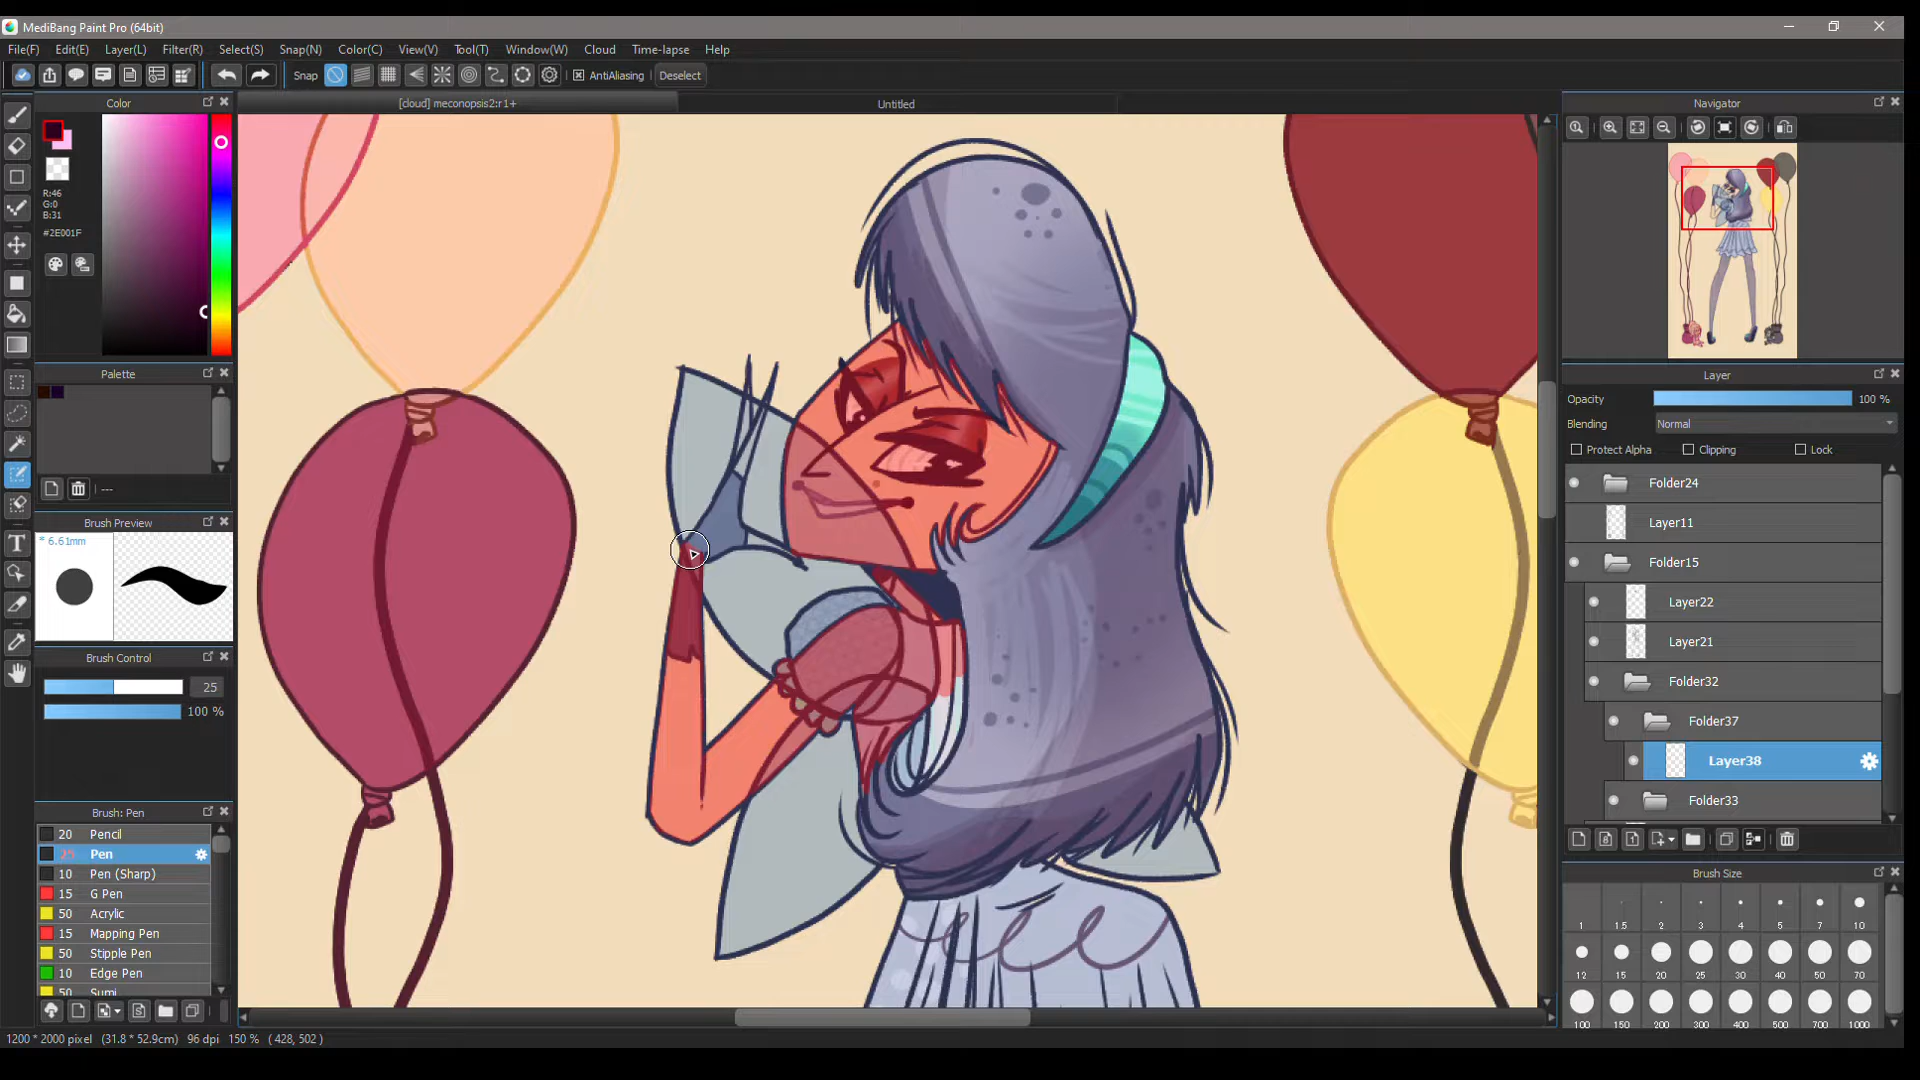 MediBang Paint Pro (64bit)
File(F) Edit(E) Layer(L) Filter(R) Select(S) Snap(N) Color(C) View(V) Tool(T) Window(W) Cloud Time-lapse Help
Snap AntiAliasing Deselect
Color
[cloud] meconopsis2:r1+
Untitled
Navigator
R:46
G:0
B:31
#2E001F
Palette
---
Brush Preview
* 6.61mm
Brush Control
25
100 %
Brush: Pen
20 Pencil
25 Pen
10 Pen (Sharp)
15 G Pen
50 Acrylic
15 Mapping Pen
50 Stipple Pen
10 Edge Pen
50 Sumi
Layer
Opacity 100 %
Blending Normal
Protect Alpha Clipping Lock
Folder24
Layer11
Folder15
Layer22
Layer21
Folder32
Folder37
Layer38
Folder33
Brush Size
1 1.5 2 3 4 5 7 10
12 15 20 25 30 40 50 70
100 150 200 300 400 500 700 1000
1200 * 2000 pixel (31.8 * 52.9cm) 96 dpi 150 % ( 428, 502 )